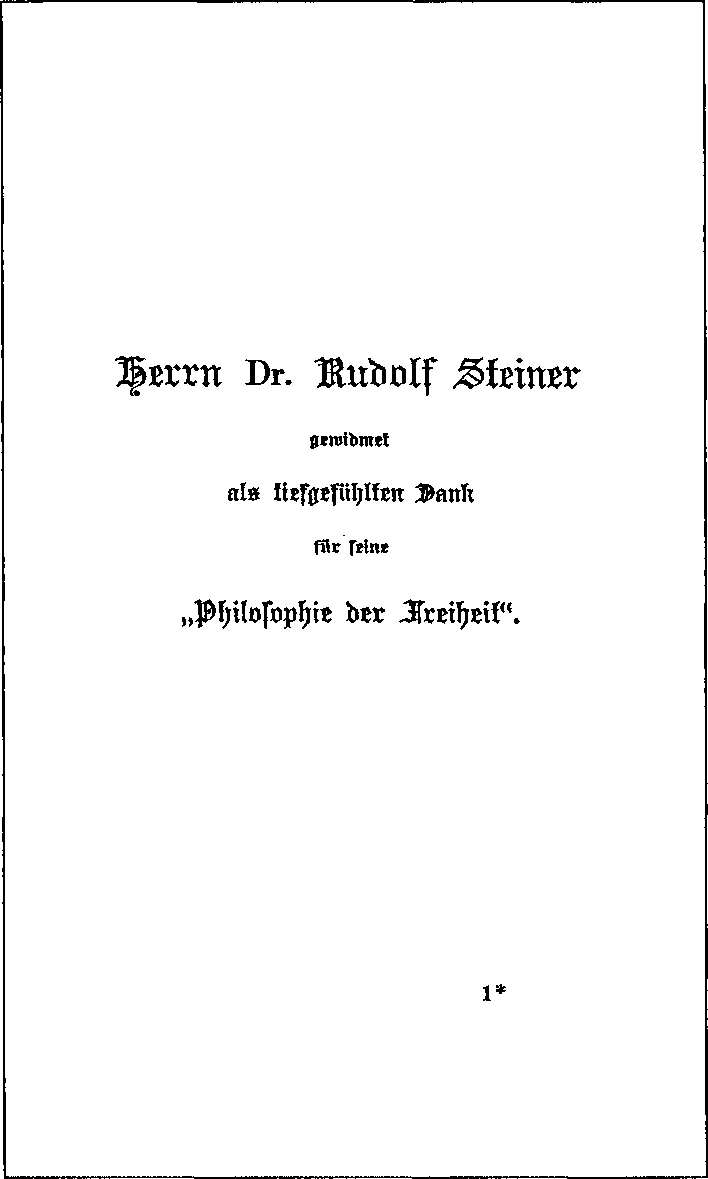 Herrn Dr. Rudolf Steiner
gewidmet
als tiefgefühlten Dank
für seine
„Philosophie der Freiheit“.
1*